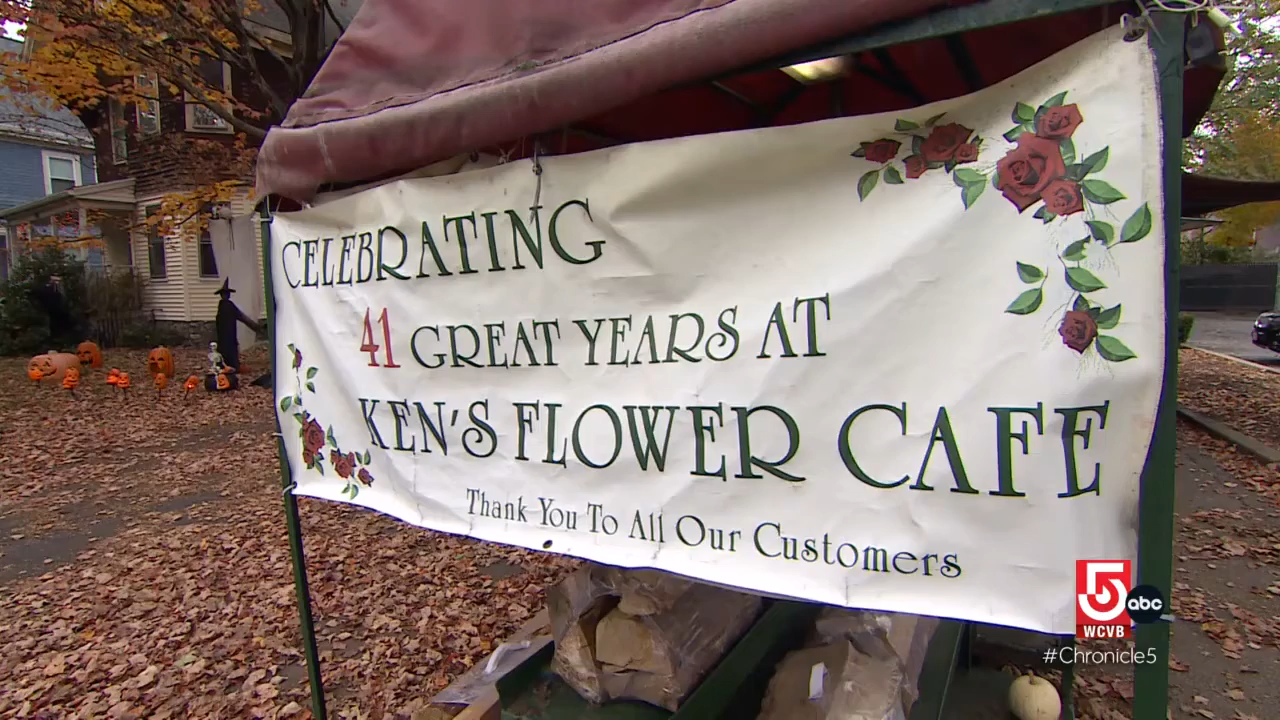 CELEBRATING
41 GREAT YEARS AT
KEN'S FLOWER CAFE
Thank You To All Our Customers
5 abc
WCVB
#Chronicle5